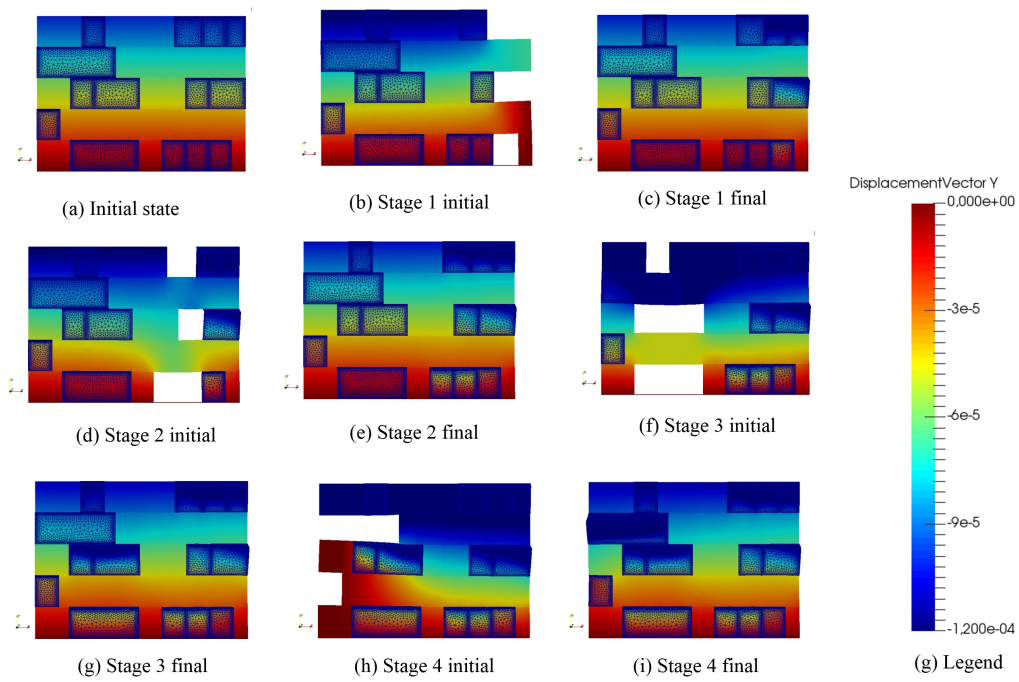 (a) Initial state
(b) Stage 1 initial
(c) Stage 1 final
DisplacementVector Y
0,000e+00
-3e-5
-6e-5
-9e-5
-1,200e-04
(d) Stage 2 initial
(e) Stage 2 final
(f) Stage 3 initial
(g) Stage 3 final
(h) Stage 4 initial
(i) Stage 4 final
(g) Legend